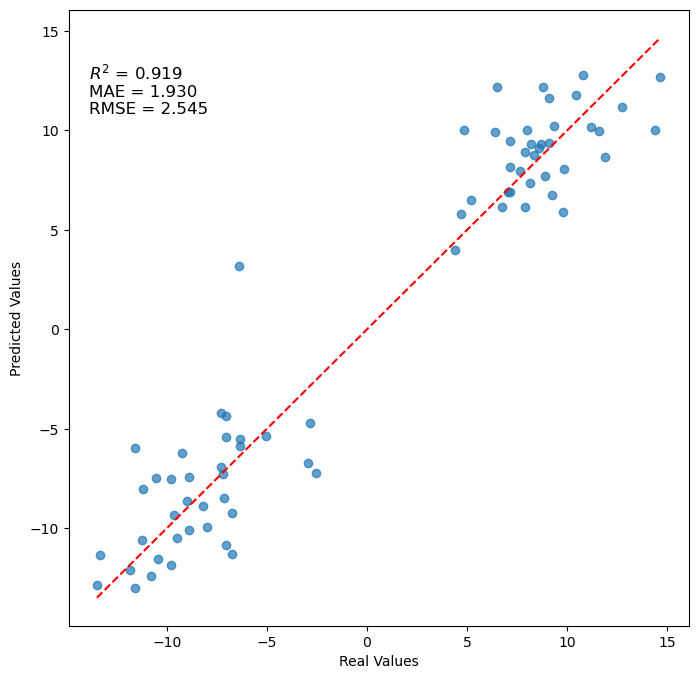 15
10
5
0
−5
−10
R² = 0.919
MAE = 1.930
RMSE = 2.545
Predicted Values
−10
−5
0
5
10
15
Real Values